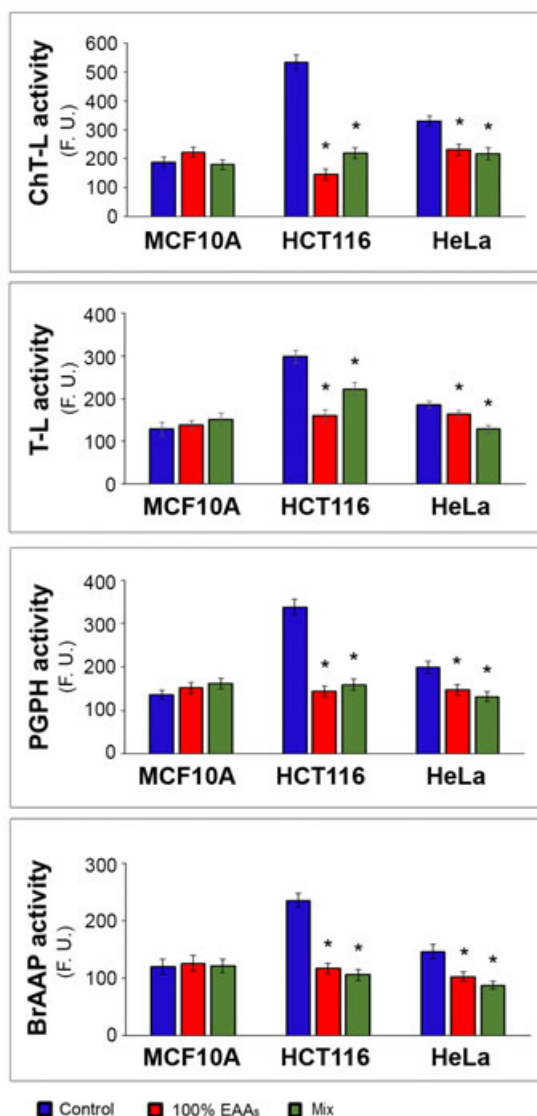 ChT-L activity
(F. U.)
600
500
400
300
200
100
0
* * * *
MCF10A HCT116 HeLa
T-L activity
(F. U.)
400
300
200
100
0
* * * *
MCF10A HCT116 HeLa
PGPH activity
(F. U.)
400
300
200
100
0
* * * *
MCF10A HCT116 HeLa
BrAAP activity
(F. U.)
300
200
100
0
* * * *
MCF10A HCT116 HeLa
Control 100% EAAs Mix